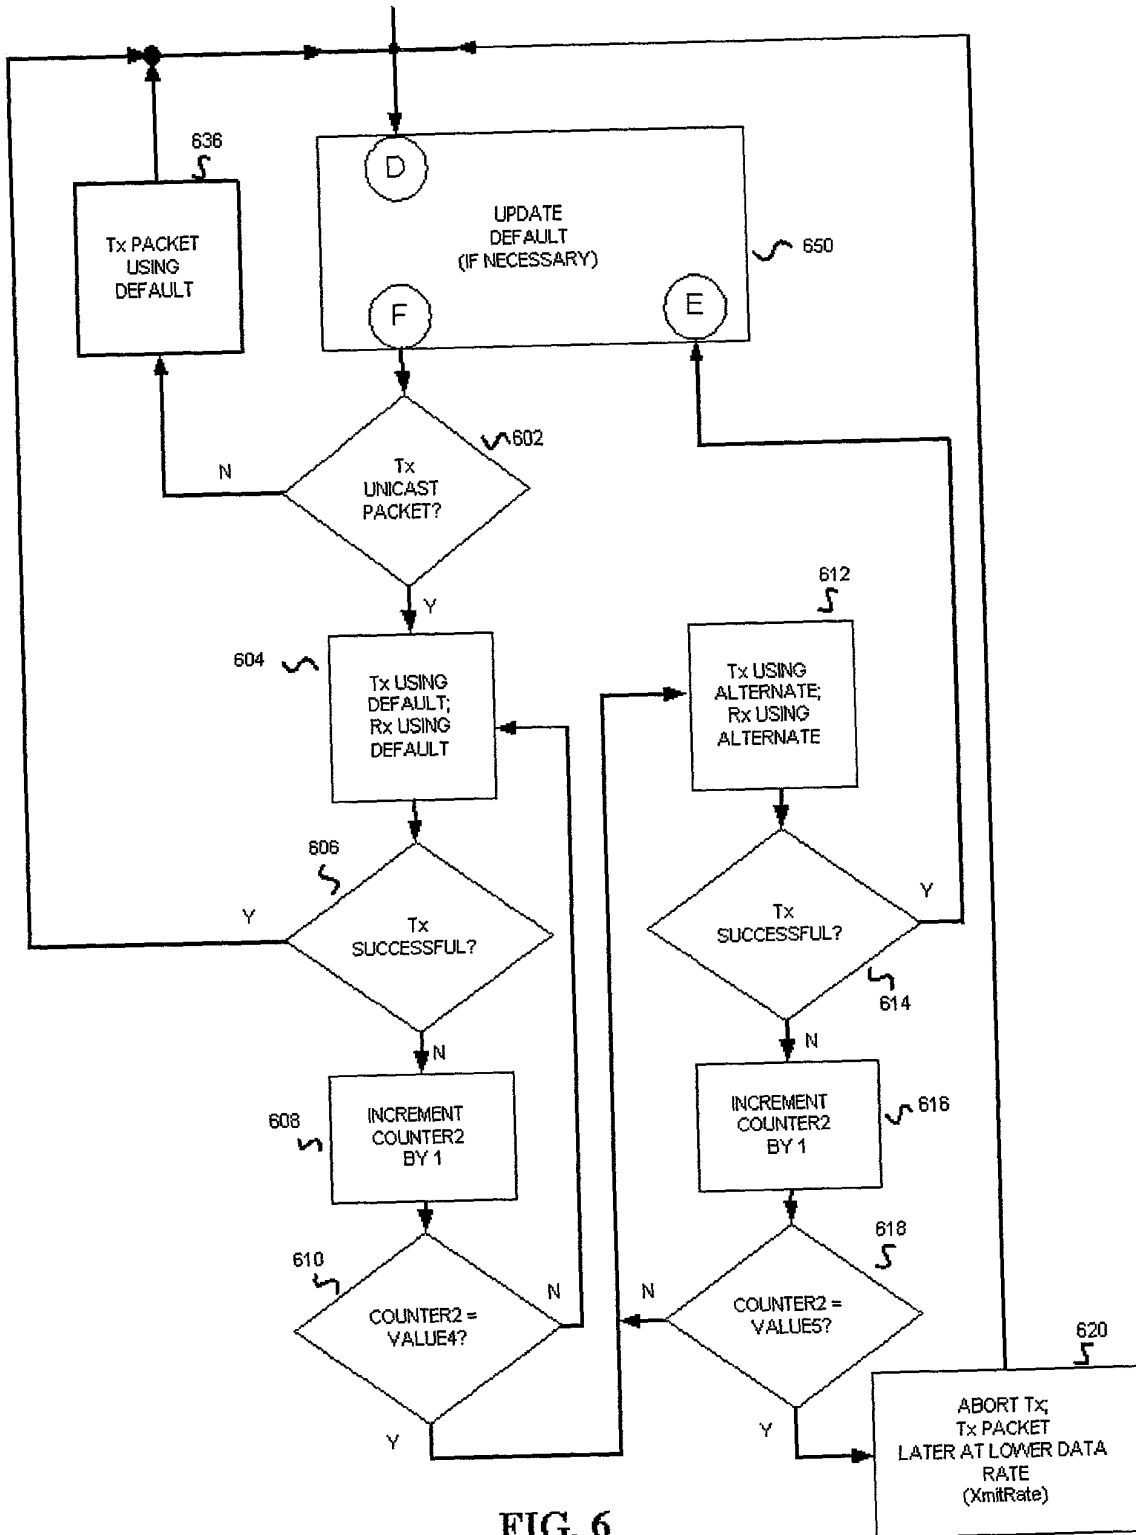 636
D
Tx PACKET
USING
DEFAULT
UPDATE
DEFAULT
(IF NECESSARY)
650
F
E
602
N
Tx
UNICAST
PACKET?
Y
612
604
Tx USING
DEFAULT;
Rx USING
DEFAULT
Tx USING
ALTERNATE;
Rx USING
ALTERNATE
606
Y
Tx
SUCCESSFUL?
Tx
SUCCESSFUL?
Y
614
N
N
608
INCREMENT
COUNTER2
BY 1
INCREMENT
COUNTER2
BY 1
616
610
COUNTER2 =
VALUE4?
N
N
COUNTER2 =
VALUE5?
618
620
Y
Y
ABORT Tx;
Tx PACKET
LATER AT LOWER DATA
RATE
(XmitRate)
FIG. 6